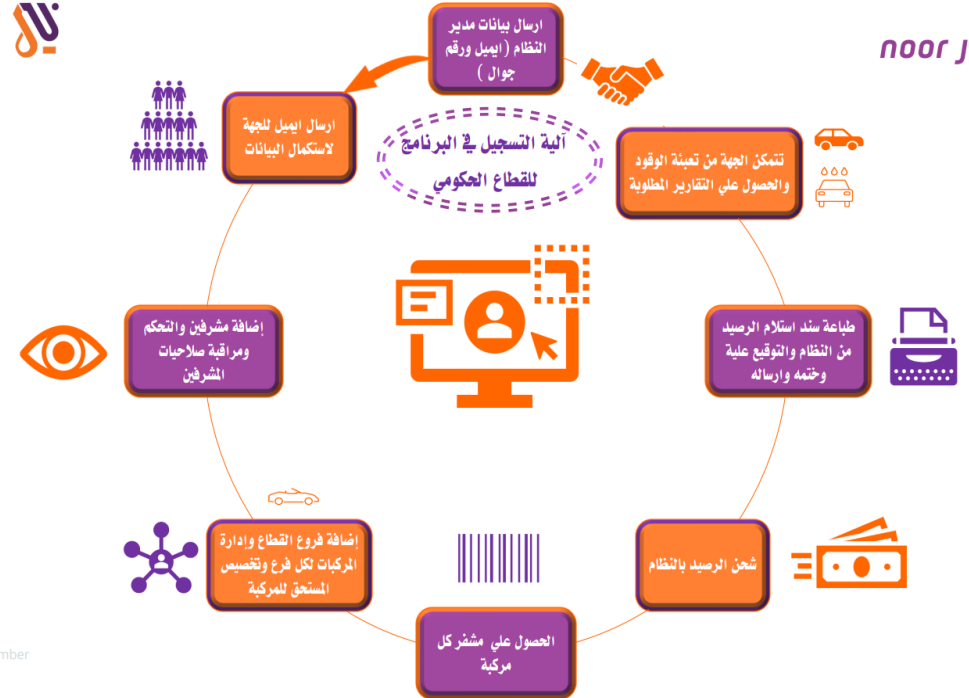 noor J
ارسال بيانات مدير
النظام ( ايميل ورقم
جوال )
آلية التسجيل في البرنامج
للقطاع الحكومي
ارسال ايميل للجهة
لاستكمال البيانات
إضافة مشرفين والتحكم
ومراقبة صلاحيات
المشرفين
إضافة فروع القطاع وإدارة
المركبات لكل فرع وتخصيص
المستحق للمركبة
الحصول علي مشفر كل
مركبة
شحن الرصيد بالنظام
طباعة سند استلام الرصيد
من النظام والتوقيع علية
وختمه وارساله
تتمكن الجهة من تعبئة الوقود
والحصول علي التقارير المطلوبة
mber